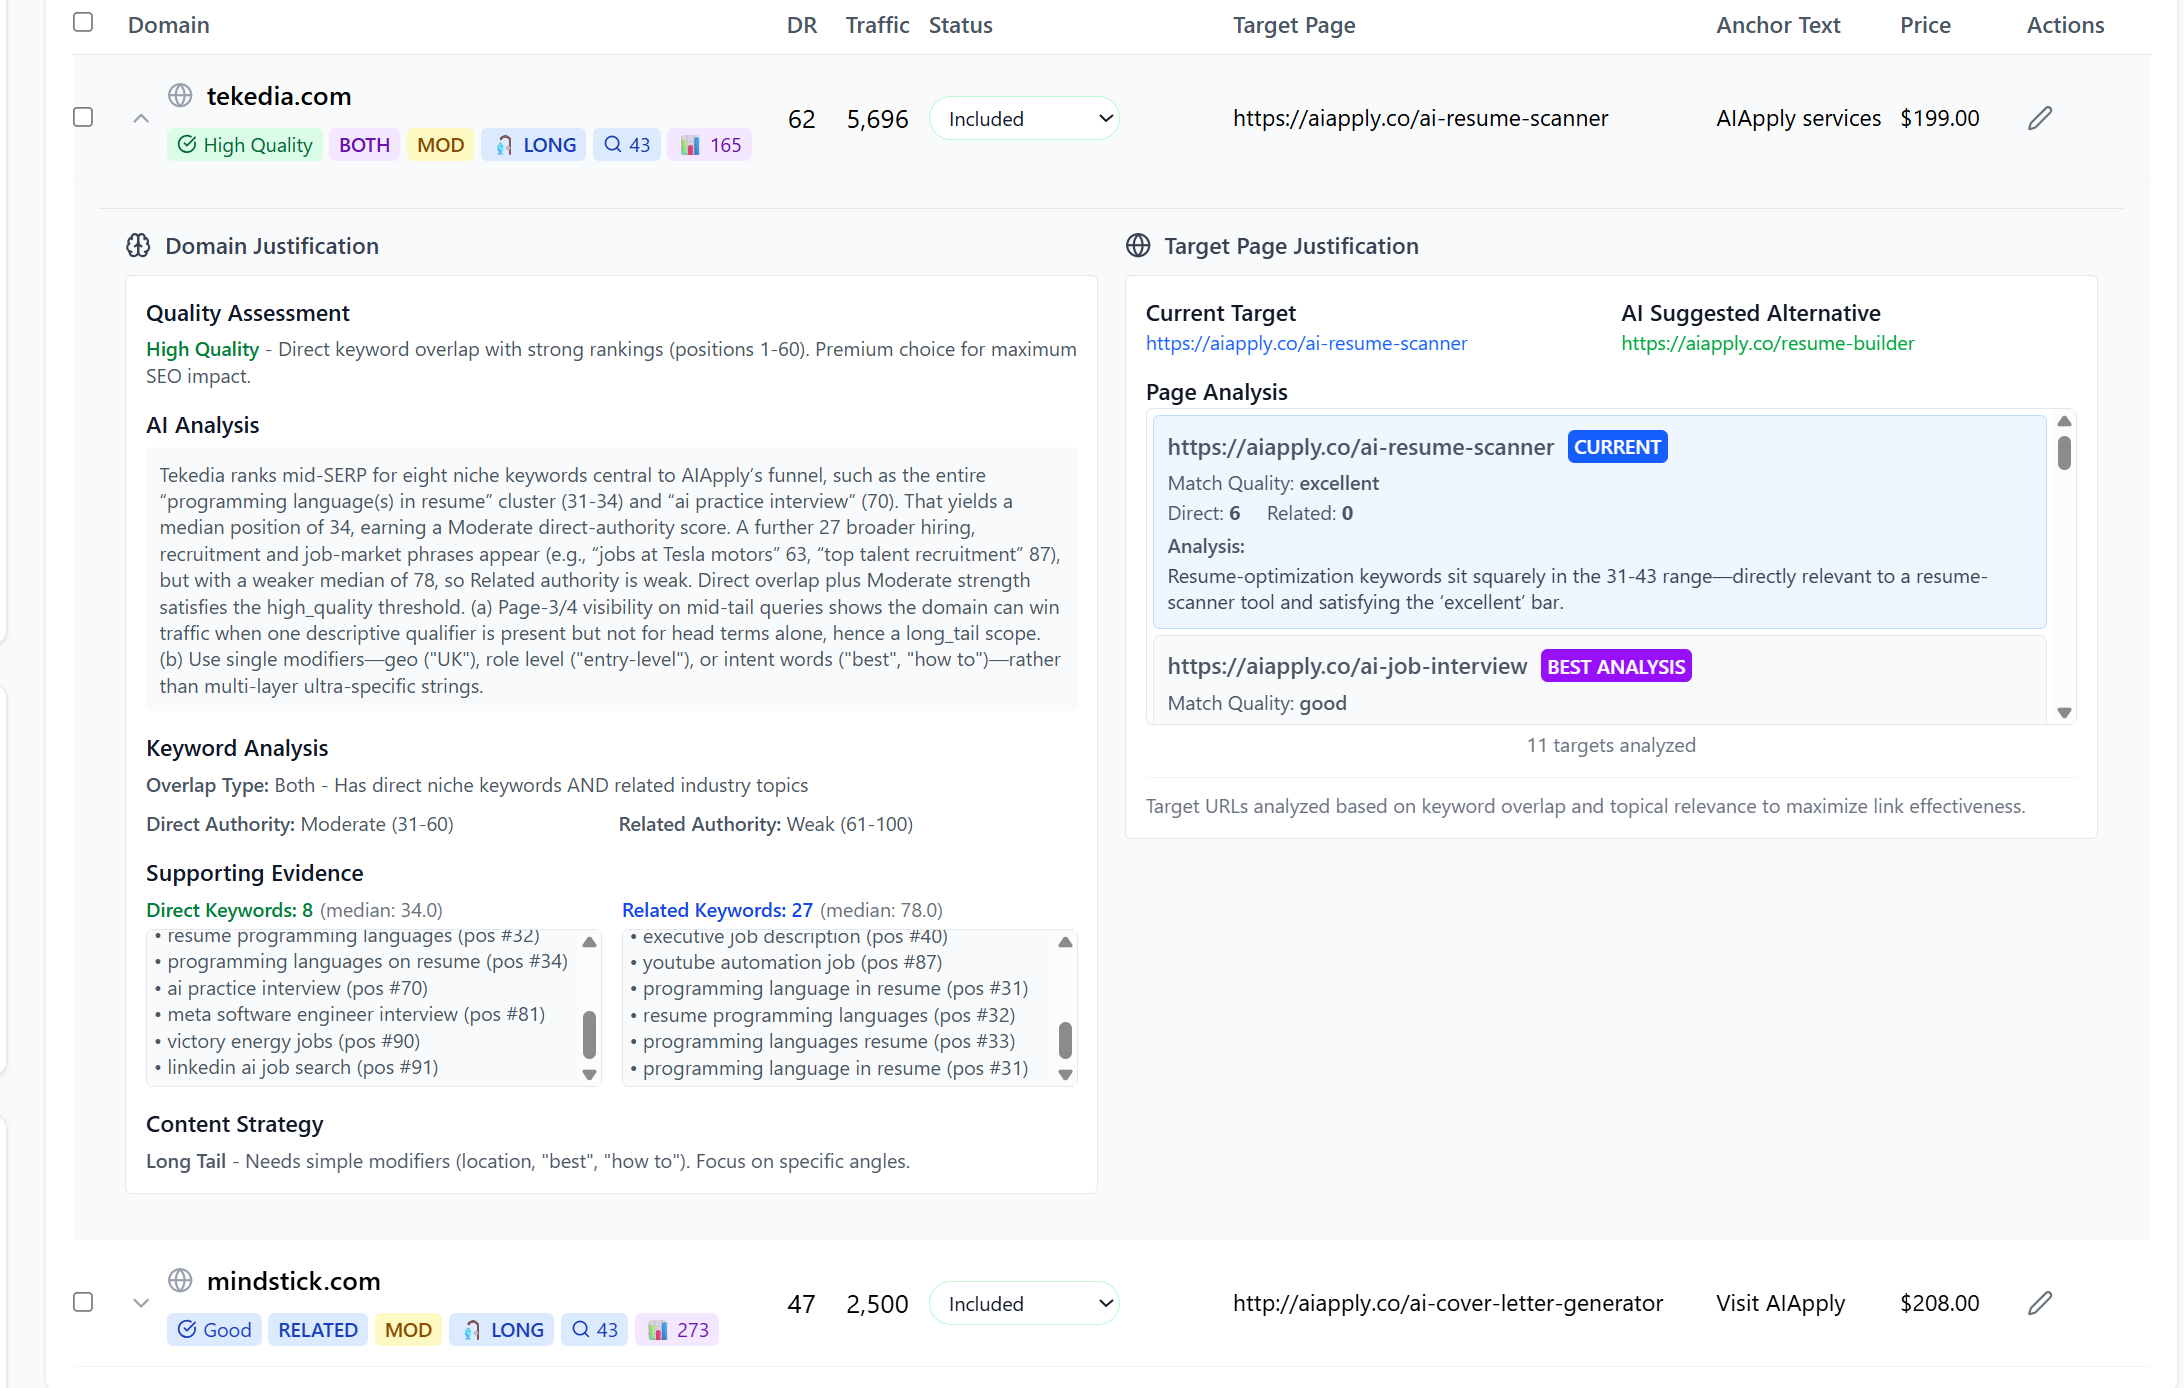 Domain DR Traffic Status Target Page Anchor Text Price Actions
tekedia.com
62 5,696 Included https://aiapply.co/ai-resume-scanner AIApply services $199.00
High Quality BOTH MOD LONG 43 165
Domain Justification
Quality Assessment
High Quality - Direct keyword overlap with strong rankings (positions 1-60). Premium choice for maximum
SEO impact.
AI Analysis
Tekedia ranks mid-SERP for eight niche keywords central to AIApply’s funnel, such as the entire
“programming language(s) in resume” cluster (31-34) and “ai practice interview” (70). That yields a
median position of 34, earning a Moderate direct-authority score. A further 27 broader hiring,
recruitment and job-market phrases appear (e.g., “jobs at Tesla motors” 63, “top talent recruitment” 87),
but with a weaker median of 78, so Related authority is weak. Direct overlap plus Moderate strength
satisfies the high_quality threshold. (a) Page-3/4 visibility on mid-tail queries shows the domain can win
traffic when one descriptive qualifier is present but not for head terms alone, hence a long_tail scope.
(b) Use single modifiers—geo ("UK"), role level ("entry-level"), or intent words ("best", "how to")—rather
than multi-layer ultra-specific strings.
Keyword Analysis
Overlap Type: Both - Has direct niche keywords AND related industry topics
Direct Authority: Moderate (31-60) Related Authority: Weak (61-100)
Supporting Evidence
Direct Keywords: 8 (median: 34.0)
• resume programming languages (pos #32)
• programming languages on resume (pos #34)
• ai practice interview (pos #70)
• meta software engineer interview (pos #81)
• victory energy jobs (pos #90)
• linkedin ai job search (pos #91)
Related Keywords: 27 (median: 78.0)
• executive job description (pos #40)
• youtube automation job (pos #87)
• programming language in resume (pos #31)
• resume programming languages (pos #32)
• programming languages resume (pos #33)
• programming language in resume (pos #31)
Content Strategy
Long Tail - Needs simple modifiers (location, "best", "how to"). Focus on specific angles.
Target Page Justification
Current Target
https://aiapply.co/ai-resume-scanner
AI Suggested Alternative
https://aiapply.co/resume-builder
Page Analysis
https://aiapply.co/ai-resume-scanner CURRENT
Match Quality: excellent
Direct: 6 Related: 0
Analysis:
Resume-optimization keywords sit squarely in the 31-43 range—directly relevant to a resume-
scanner tool and satisfying the ‘excellent’ bar.
https://aiapply.co/ai-job-interview BEST ANALYSIS
Match Quality: good
11 targets analyzed
Target URLs analyzed based on keyword overlap and topical relevance to maximize link effectiveness.
mindstick.com
47 2,500 Included http://aiapply.co/ai-cover-letter-generator Visit AIApply $208.00
Good RELATED MOD LONG 43 273